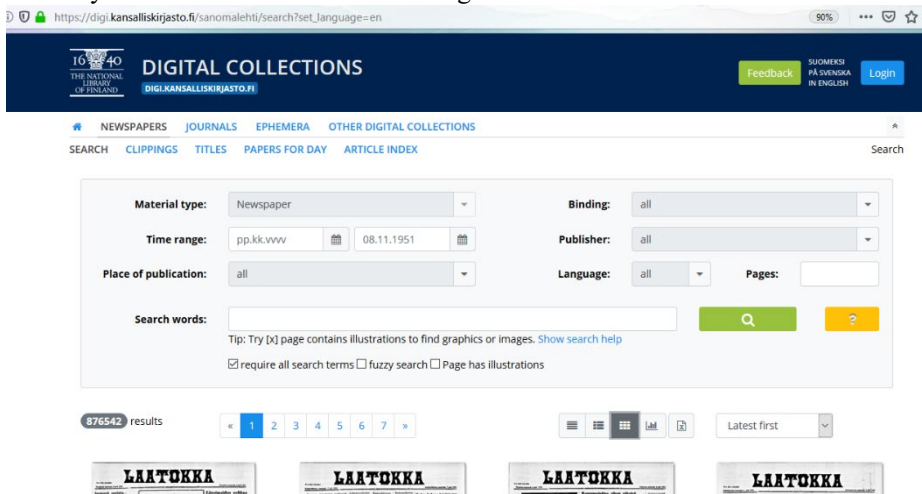 https://digi.kansalliskirjasto.fi/sanomalehti/search?set_language=en
90%
16 40
THE NATIONAL
LIBRARY
OF FINLAND
DIGITAL COLLECTIONS
DIGI.KANSALLISKIRJASTO.FI
Feedback
SUOMEKSI
PÅ SVENSKA
IN ENGLISH
Login
NEWSPAPERS JOURNALS EPHEMERA OTHER DIGITAL COLLECTIONS
SEARCH CLIPPINGS TITLES PAPERS FOR DAY ARTICLE INDEX Search
Material type: Newspaper Binding: all
Time range: pp.kk.vvvv 08.11.1951 Publisher: all
Place of publication: all Language: all Pages:
Search words: ?
Tip: Try [x] page contains illustrations to find graphics or images. Show search help
require all search terms fuzzy search Page has illustrations
876542 results « 1 2 3 4 5 6 7 » Latest first
LAATOKKA LAATOKKA LAATOKKA LAATOKKA